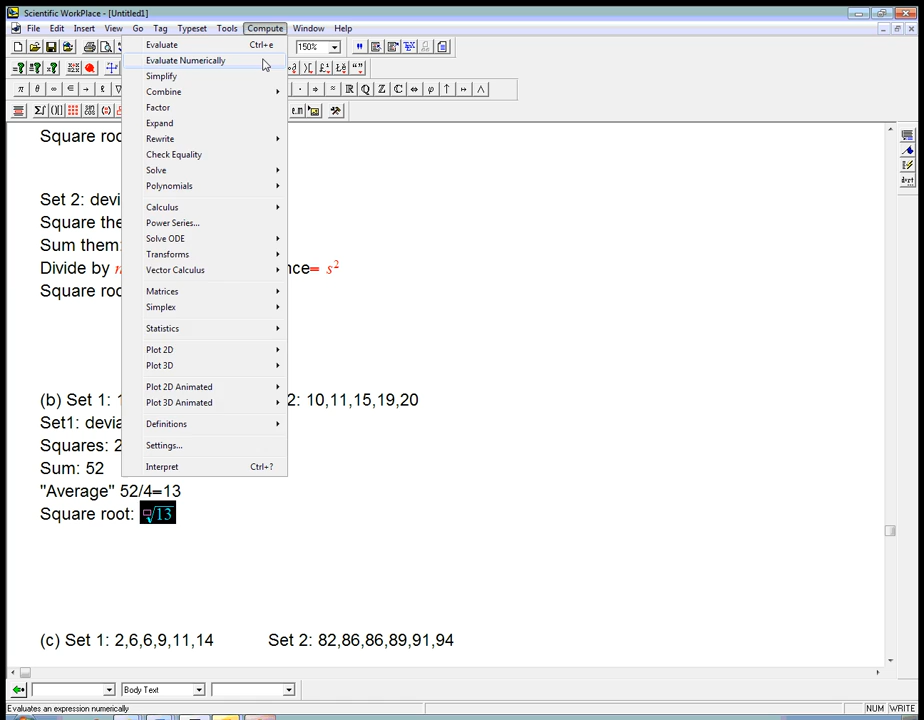 Scientific WorkPlace - [Untitled1]
File Edit Insert View Go Tag Typeset Tools Compute Window Help
150%
Evaluate Ctrl+e
Evaluate Numerically
Simplify
Combine
Factor
Expand
Rewrite
Check Equality
Solve
Polynomials
Calculus
Power Series...
Solve ODE
Transforms
Vector Calculus
Matrices
Simplex
Statistics
Plot 2D
Plot 3D
Plot 2D Animated
Plot 3D Animated
Definitions
Settings...
Interpret Ctrl+?
Square roo
Set 2: devi
Square the
Sum them:
Divide by n nce= s²
Square roo
(b) Set 1: 1 2: 10,11,15,19,20
Set1: devia
Squares: 2
Sum: 52
"Average" 52/4=13
Square root: √13
(c) Set 1: 2,6,6,9,11,14 Set 2: 82,86,86,89,91,94
Body Text
Evaluates an expression numerically NUM WRITE